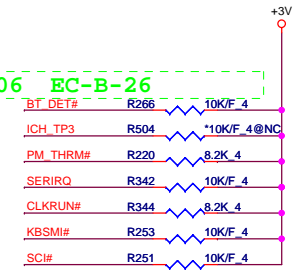 +3V
06 EC-B-26
BT_DET# R266 10K/F_4
ICH_TP3 R504 *10K/F_4@NC
PM_THRM# R220 8.2K_4
SERIRQ R342 10K/F_4
CLKRUN# R344 8.2K_4
KBSMI# R253 10K/F_4
SCI# R251 10K/F_4